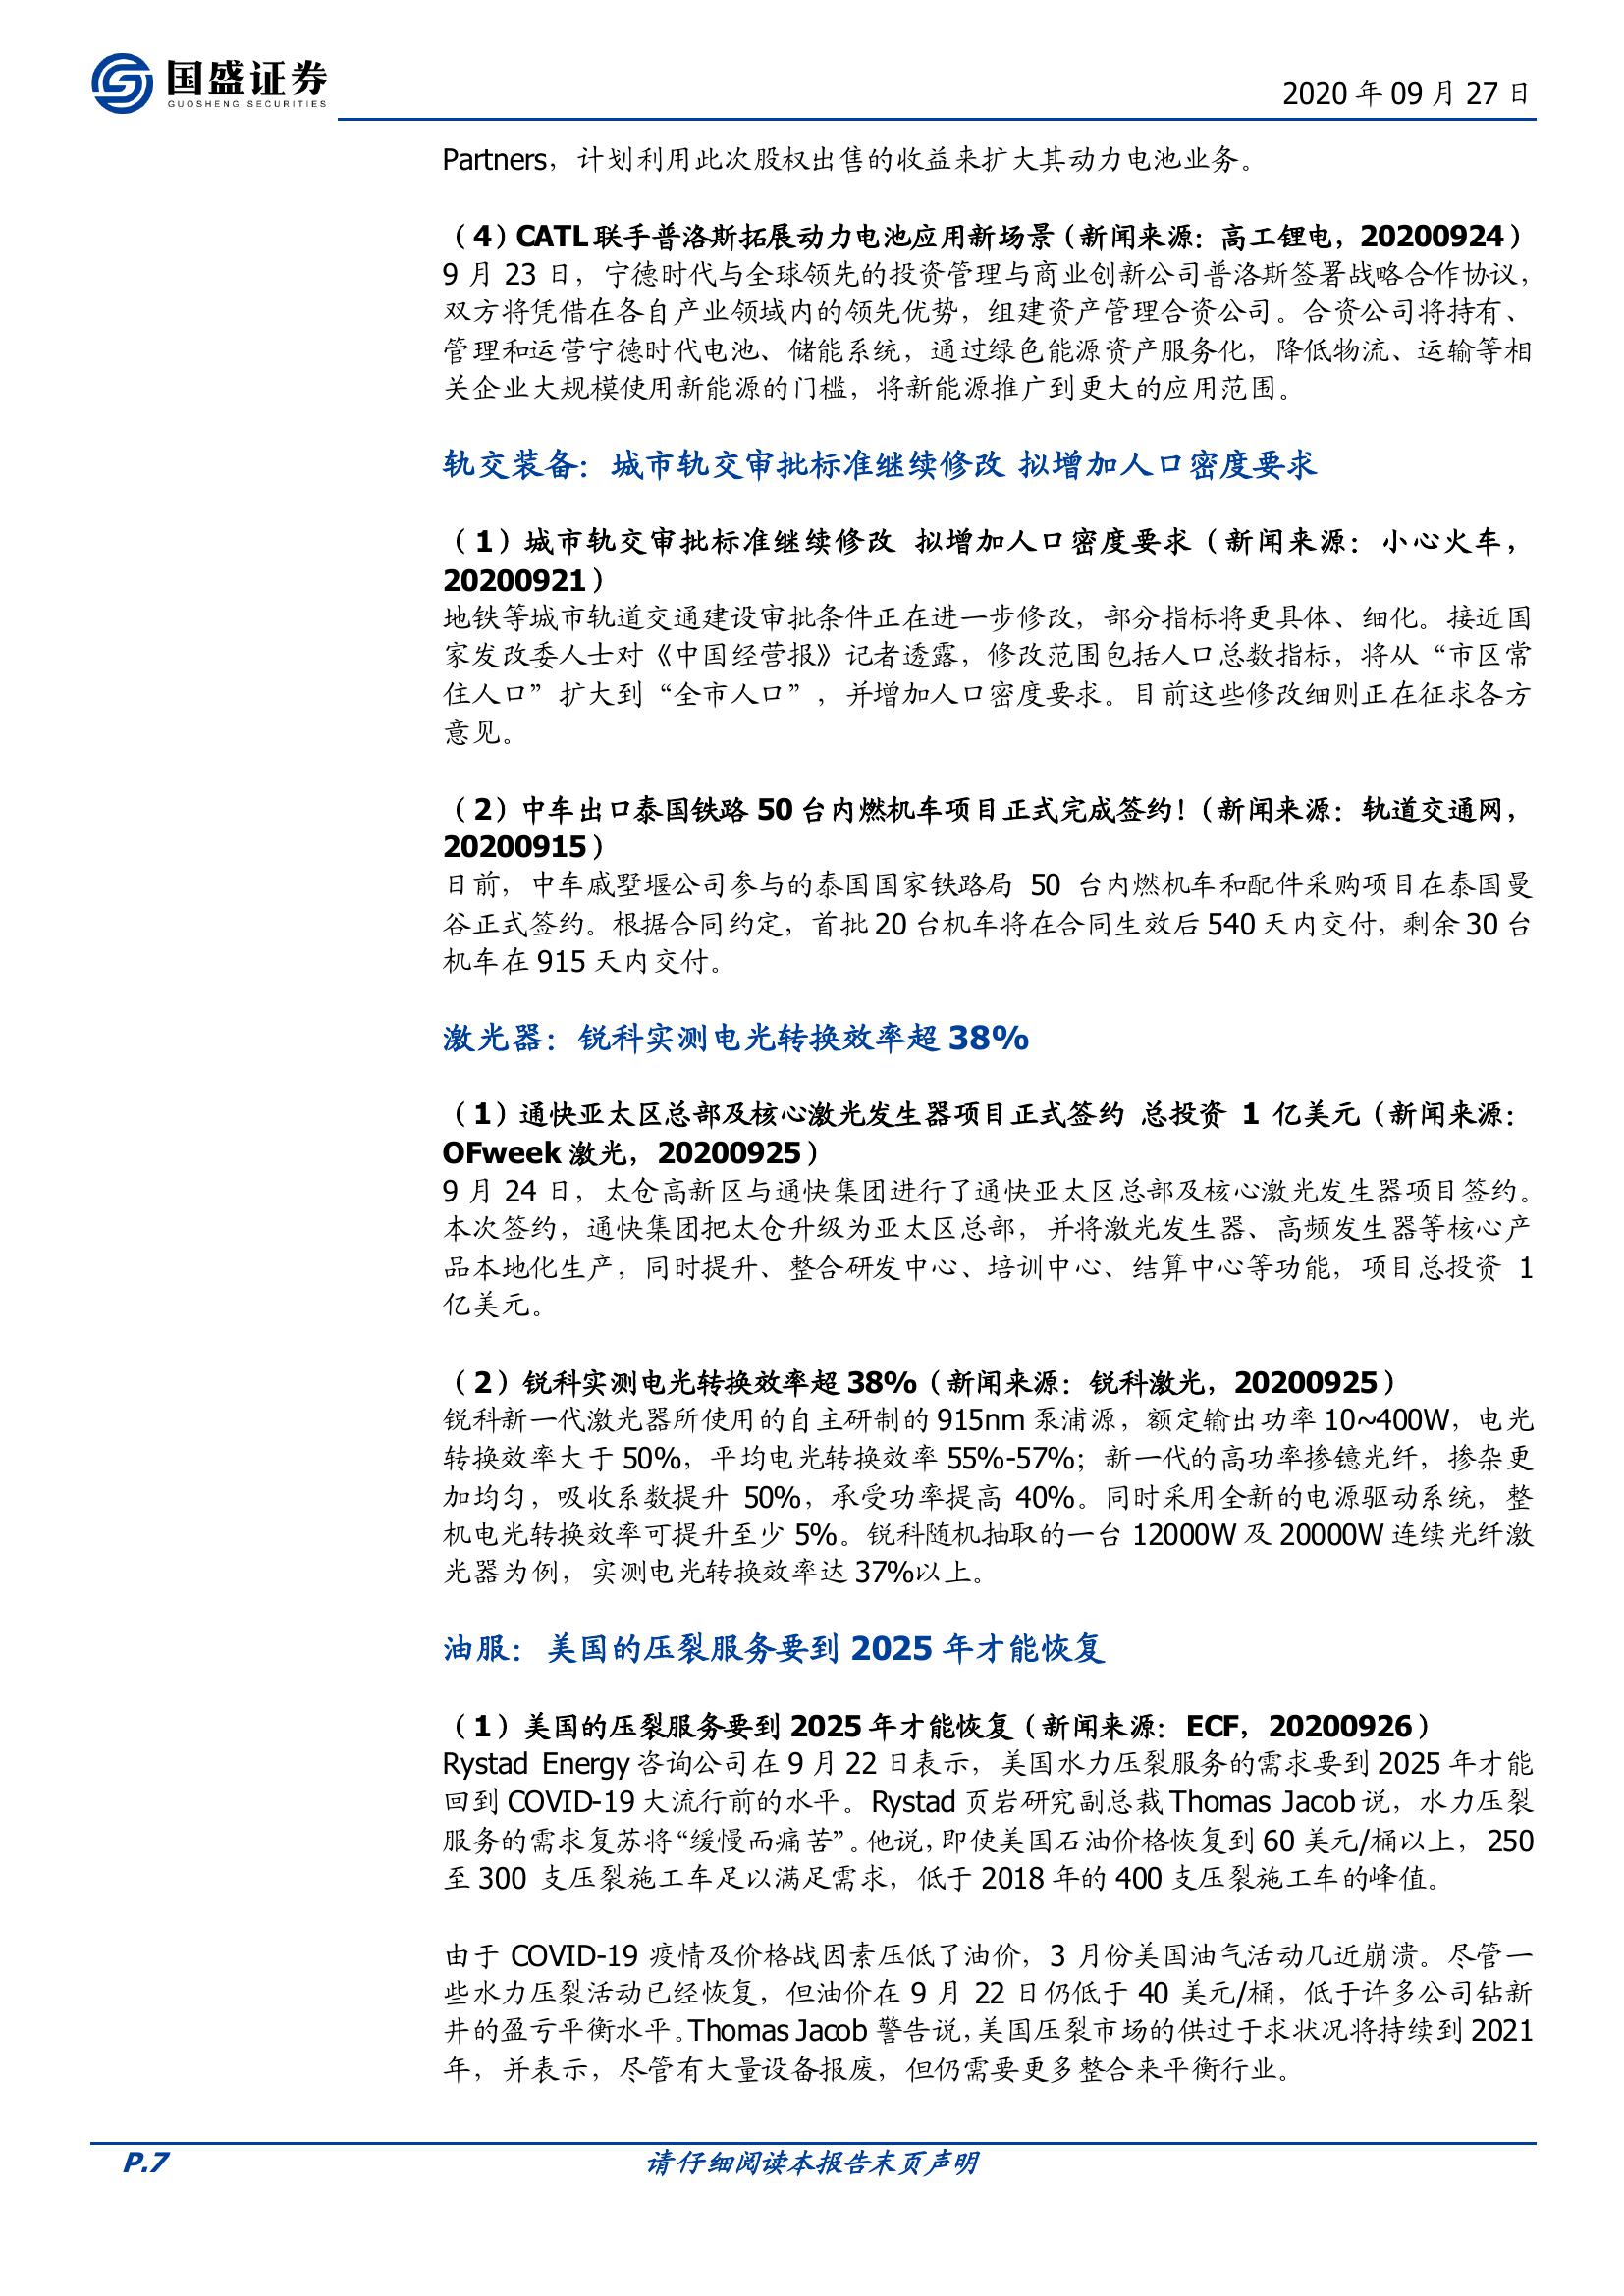 国盛证券
GUOSHENG SECURITIES
2020 年 09 月 27 日
Partners，计划利用此次股权出售的收益来扩大其动力电池业务。
（4）CATL 联手普洛斯拓展动力电池应用新场景（新闻来源：高工锂电，20200924）
9 月 23 日，宁德时代与全球领先的投资管理与商业创新公司普洛斯签署战略合作协议，
双方将凭借在各自产业领域内的领先优势，组建资产管理合资公司。合资公司将持有、
管理和运营宁德时代电池、储能系统，通过绿色能源资产服务化，降低物流、运输等相
关企业大规模使用新能源的门槛，将新能源推广到更大的应用范围。
轨交装备：城市轨交审批标准继续修改 拟增加人口密度要求
（1）城市轨交审批标准继续修改 拟增加人口密度要求（新闻来源：小心火车，
20200921）
地铁等城市轨道交通建设审批条件正在进一步修改，部分指标将更具体、细化。接近国
家发改委人士对《中国经营报》记者透露，修改范围包括人口总数指标，将从“市区常
住人口”扩大到“全市人口”，并增加人口密度要求。目前这些修改细则正在征求各方
意见。
（2）中车出口泰国铁路 50 台内燃机车项目正式完成签约！（新闻来源：轨道交通网，
20200915）
日前，中车戚墅堰公司参与的泰国国家铁路局 50 台内燃机车和配件采购项目在泰国曼
谷正式签约。根据合同约定，首批 20 台机车将在合同生效后 540 天内交付，剩余 30 台
机车在 915 天内交付。
激光器：锐科实测电光转换效率超 38%
（1）通快亚太区总部及核心激光发生器项目正式签约 总投资 1 亿美元（新闻来源：
OFweek 激光，20200925）
9 月 24 日，太仓高新区与通快集团进行了通快亚太区总部及核心激光发生器项目签约。
本次签约，通快集团把太仓升级为亚太区总部，并将激光发生器、高频发生器等核心产
品本地化生产，同时提升、整合研发中心、培训中心、结算中心等功能，项目总投资 1
亿美元。
（2）锐科实测电光转换效率超 38%（新闻来源：锐科激光，20200925）
锐科新一代激光器所使用的自主研制的 915nm 泵浦源，额定输出功率 10~400W，电光
转换效率大于 50%，平均电光转换效率 55%-57%；新一代的高功率掺镜光纤，掺杂更
加均匀，吸收系数提升 50%，承受功率提高 40%。同时采用全新的电源驱动系统，整
机电光转换效率可提升至少 5%。锐科随机抽取的一台 12000W 及 20000W 连续光纤激
光器为例，实测电光转换效率达 37%以上。
油服： 美国的压裂服务要到 2025 年才能恢复
（1）美国的压裂服务要到 2025 年才能恢复（新闻来源：ECF，20200926）
Rystad Energy 咨询公司在 9 月 22 日表示，美国水力压裂服务的需求要到 2025 年才能
回到 COVID-19 大流行前的水平。Rystad 页岩研究副总裁 Thomas Jacob 说，水力压裂
服务的需求复苏将“缓慢而痛苦”。他说，即使美国石油价格恢复到 60 美元/桶以上，250
至 300 支压裂施工车足以满足需求，低于 2018 年的 400 支压裂施工车的峰值。
由于 COVID-19 疫情及价格战因素压低了油价，3 月份美国油气活动几近崩溃。尽管一
些水力压裂活动已经恢复，但油价在 9 月 22 日仍低于 40 美元/桶，低于许多公司钻新
井的盈亏平衡水平。Thomas Jacob 警告说，美国压裂市场的供过于求状况将持续到 2021
年，并表示，尽管有大量设备报废，但仍需要更多整合来平衡行业。
P.7
请仔细阅读本报告末页声明